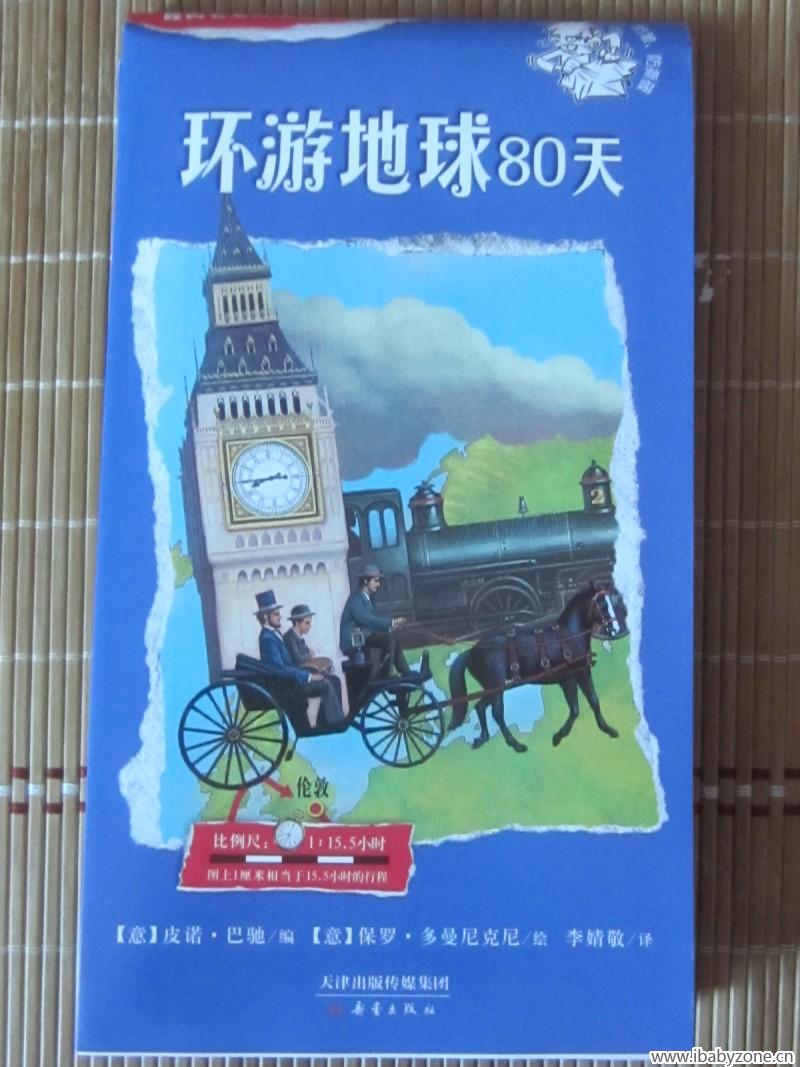 环游地球80天
2
伦敦
比例尺： 1：15.5小时
图上1厘米相当于15.5小时的行程
【意】皮诺·巴驰/编 【意】保罗·多曼尼克尼/绘 李婧敬/译
天津出版传媒集团
新蕾出版社
www.ibabyzone.cn